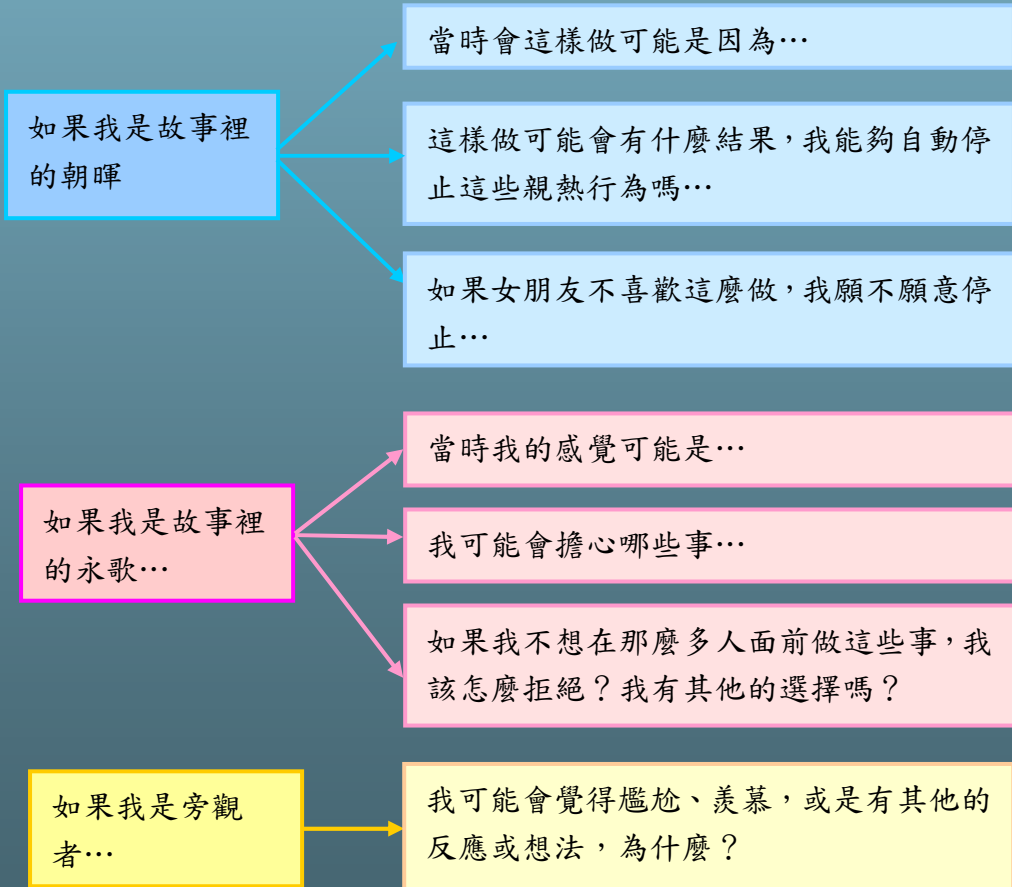 如果我是故事裡
的朝暉
當時會這樣做可能是因為…
這樣做可能會有什麼結果，我能夠自動停
止這些親熱行為嗎…
如果女朋友不喜歡這麼做，我願不願意停
止…
如果我是故事裡
的永歌…
當時我的感覺可能是…
我可能會擔心哪些事…
如果我不想在那麼多人面前做這些事，我
該怎麼拒絕？我有其他的選擇嗎？
如果我是旁觀
者…
我可能會覺得尷尬、羨慕，或是有其他的
反應或想法，為什麼？